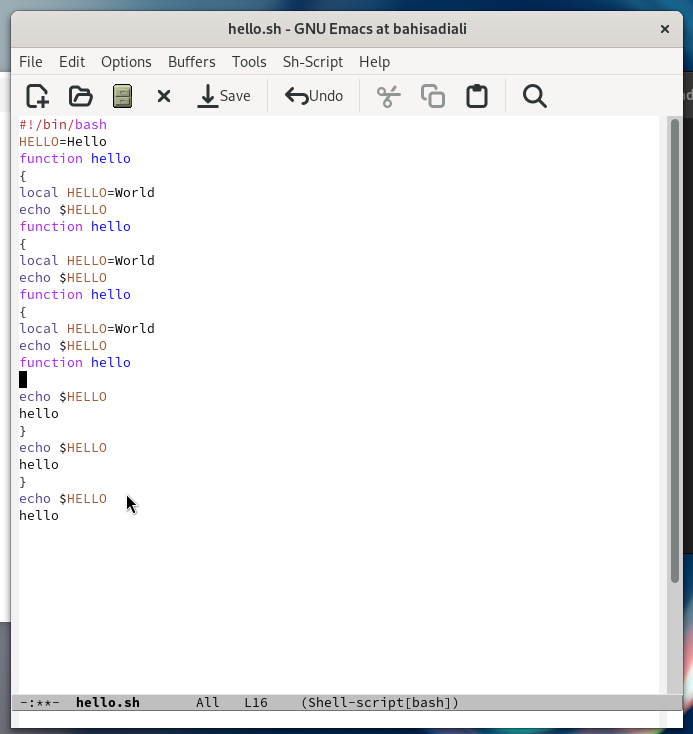 hello.sh - GNU Emacs at bahisadiali
File Edit Options Buffers Tools Sh-Script Help
Save Undo
#!/bin/bash
HELLO=Hello
function hello
{
local HELLO=World
echo $HELLO
function hello
{
local HELLO=World
echo $HELLO
function hello
{
local HELLO=World
echo $HELLO
function hello
echo $HELLO
hello
}
echo $HELLO
hello
}
echo $HELLO
hello
-:**- hello.sh All L16 (Shell-script[bash])